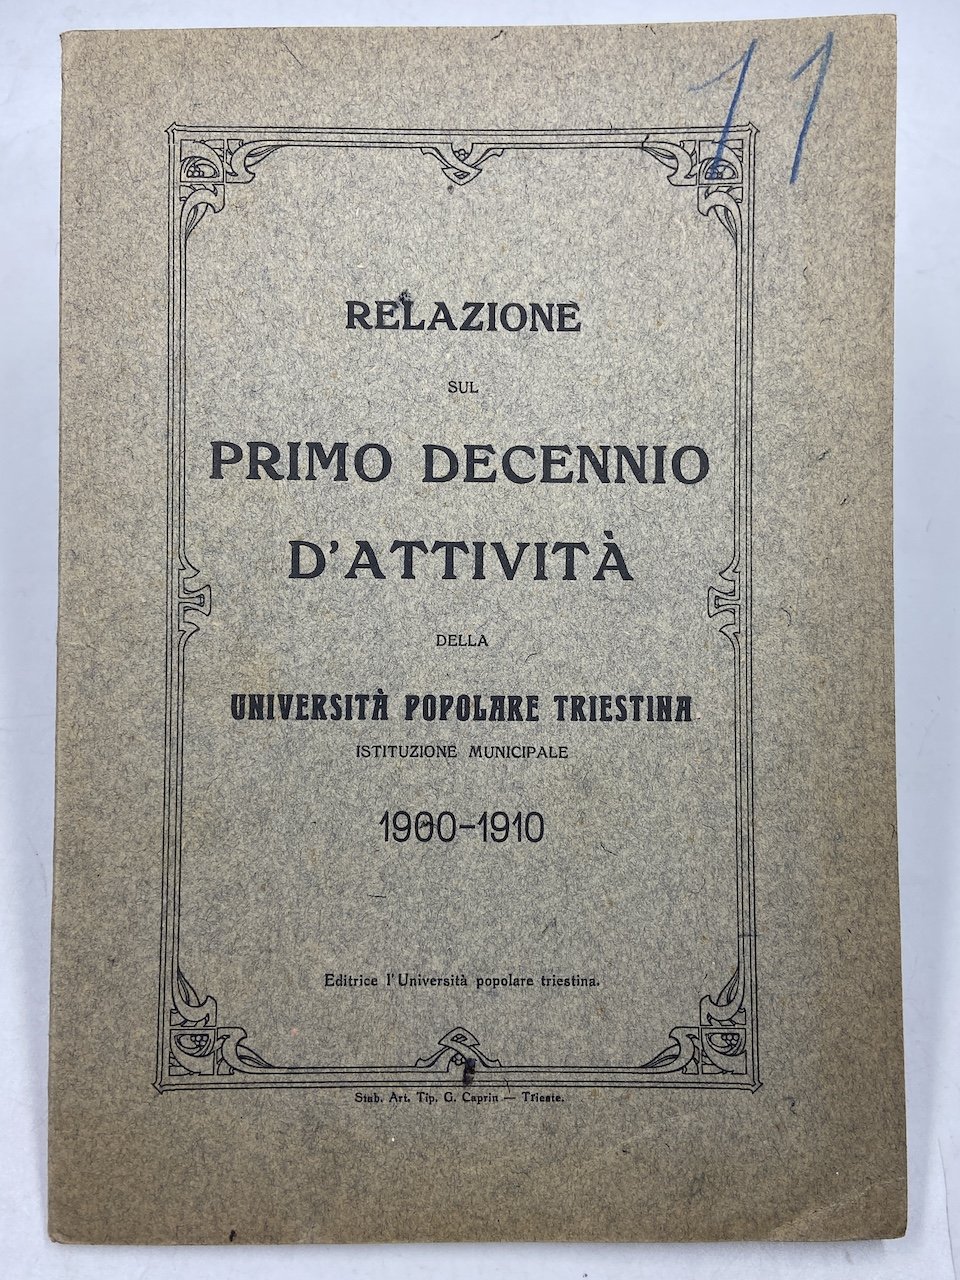 11
RELAZIONE
SUL
PRIMO DECENNIO
D'ATTIVITÀ
DELLA
UNIVERSITÀ POPOLARE TRIESTINA
ISTITUZIONE MUNICIPALE
1900-1910
Editrice l'Università popolare triestina.
Stab. Art. Tip. G. Caprin — Trieste.